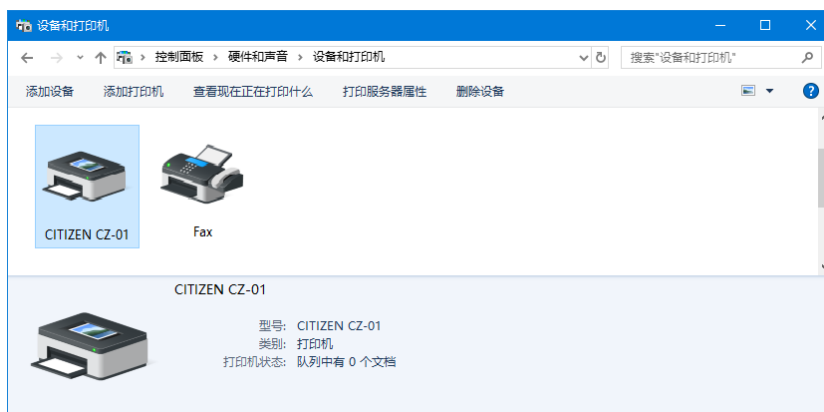 设备和打印机
控制面板 › 硬件和声音 › 设备和打印机
搜索"设备和打印机"
添加设备 添加打印机 查看现在正在打印什么 打印服务器属性 删除设备
CITIZEN CZ-01
Fax
CITIZEN CZ-01
型号: CITIZEN CZ-01
类别: 打印机
打印机状态: 队列中有 0 个文档